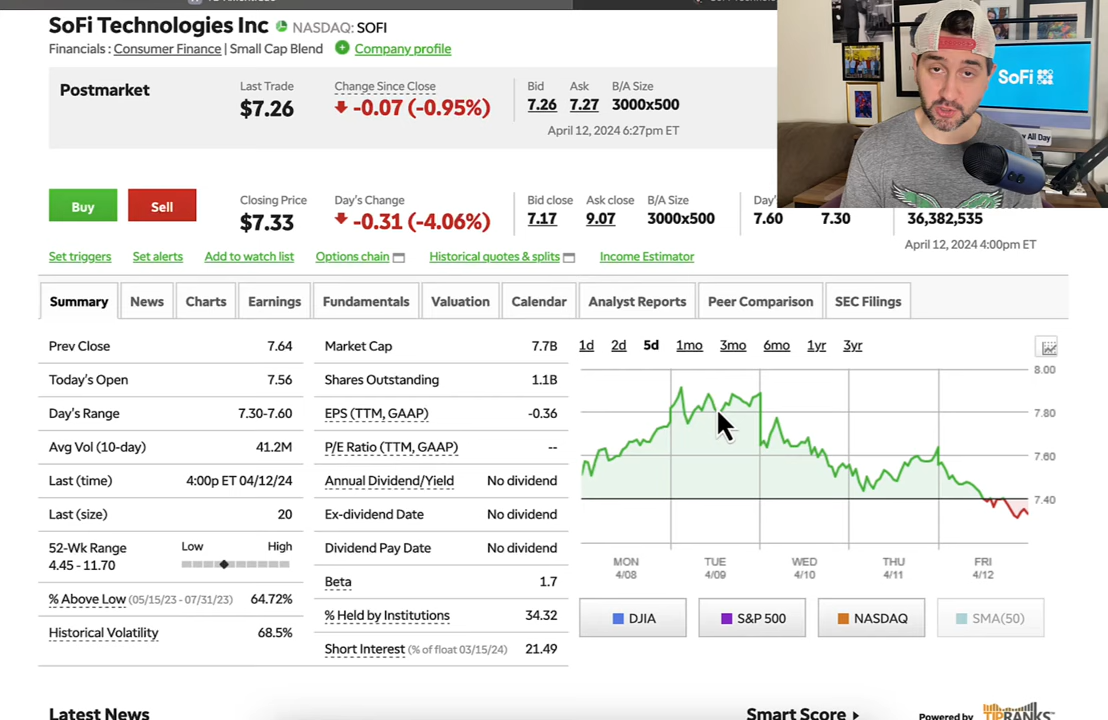 SoFi Technologies Inc NASDAQ: SOFI
Financials : Consumer Finance | Small Cap Blend Company profile
SoFi
Postmarket
Last Trade Change Since Close Bid Ask B/A Size
$7.26 -0.07 (-0.95%) 7.26 7.27 3000x500
April 12, 2024 6:27pm ET
All Day
Buy Sell
Closing Price Day's Change Bid close Ask close B/A Size
$7.33 -0.31 (-4.06%) 7.17 9.07 3000x500 7.60 7.30 36,382,535
April 12, 2024 4:00pm ET
Set triggers Set alerts Add to watch list Options chain Historical quotes & splits Income Estimator
Summary News Charts Earnings Fundamentals Valuation Calendar Analyst Reports Peer Comparison SEC Filings
Prev Close 7.64
Today's Open 7.56
Day's Range 7.30-7.60
Avg Vol (10-day) 41.2M
Last (time) 4:00p ET 04/12/24
Last (size) 20
52-Wk Range Low High
4.45 - 11.70
% Above Low (05/15/23 - 07/31/23) 64.72%
Historical Volatility 68.5%
Market Cap 7.7B
Shares Outstanding 1.1B
EPS (TTM, GAAP) -0.36
P/E Ratio (TTM, GAAP) --
Annual Dividend/Yield No dividend
Ex-dividend Date No dividend
Dividend Pay Date No dividend
Beta 1.7
% Held by Institutions 34.32
Short Interest (% of float 03/15/24) 21.49
1d 2d 5d 1mo 3mo 6mo 1yr 3yr
8.00
7.80
7.60
7.40
MON TUE WED THU FRI
4/08 4/09 4/10 4/11 4/12
DJIA S&P 500 NASDAQ SMA(50)
Latest News
Smart Score Powered by TIPRANKS